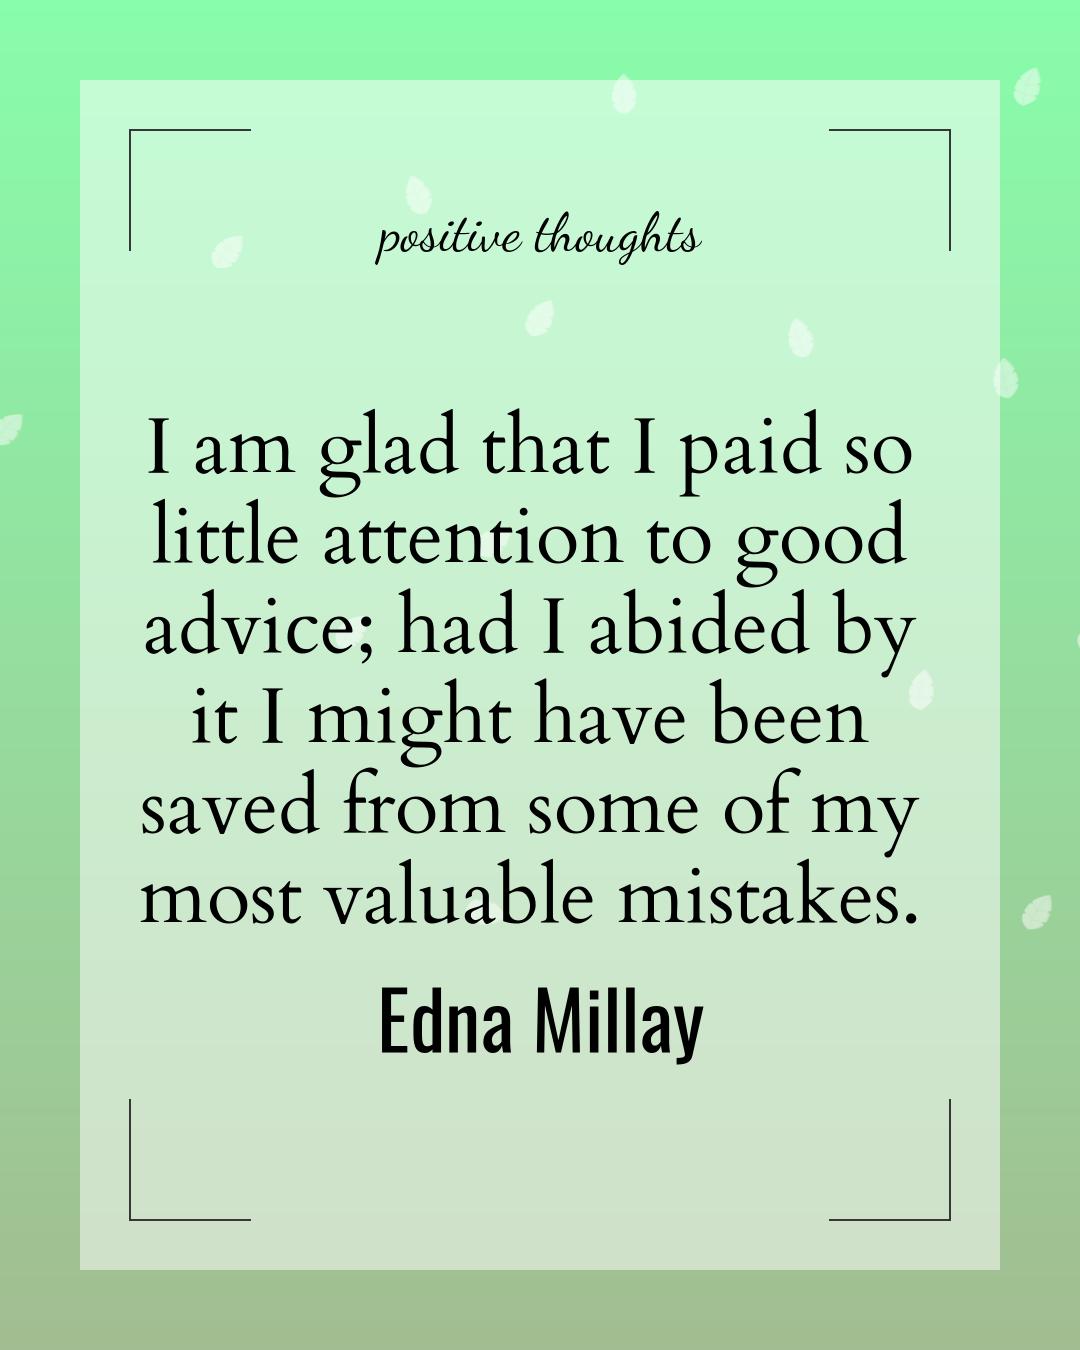 positive thoughts
I am glad that I paid so
little attention to good
advice; had I abided by
it I might have been
saved from some of my
most valuable mistakes.
Edna Millay